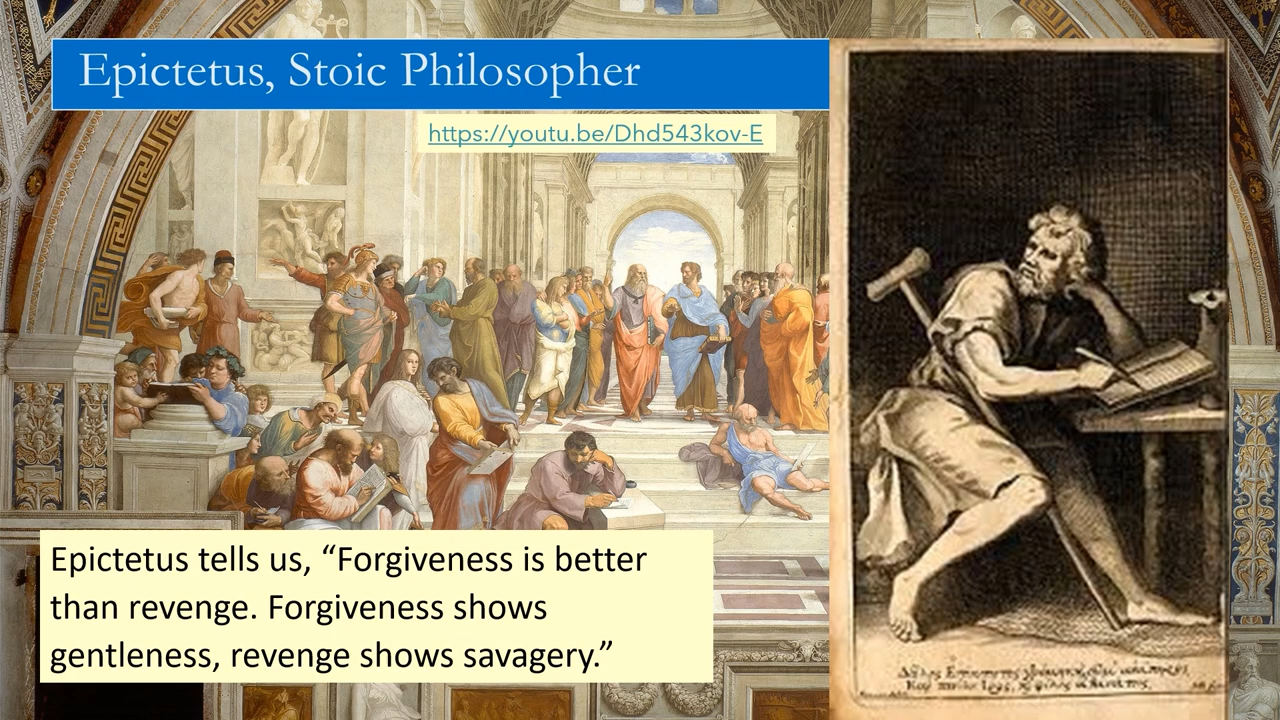 Epictetus, Stoic Philosopher
https://youtu.be/Dhd543kov-E
Epictetus tells us, “Forgiveness is better
than revenge. Forgiveness shows
gentleness, revenge shows savagery.”